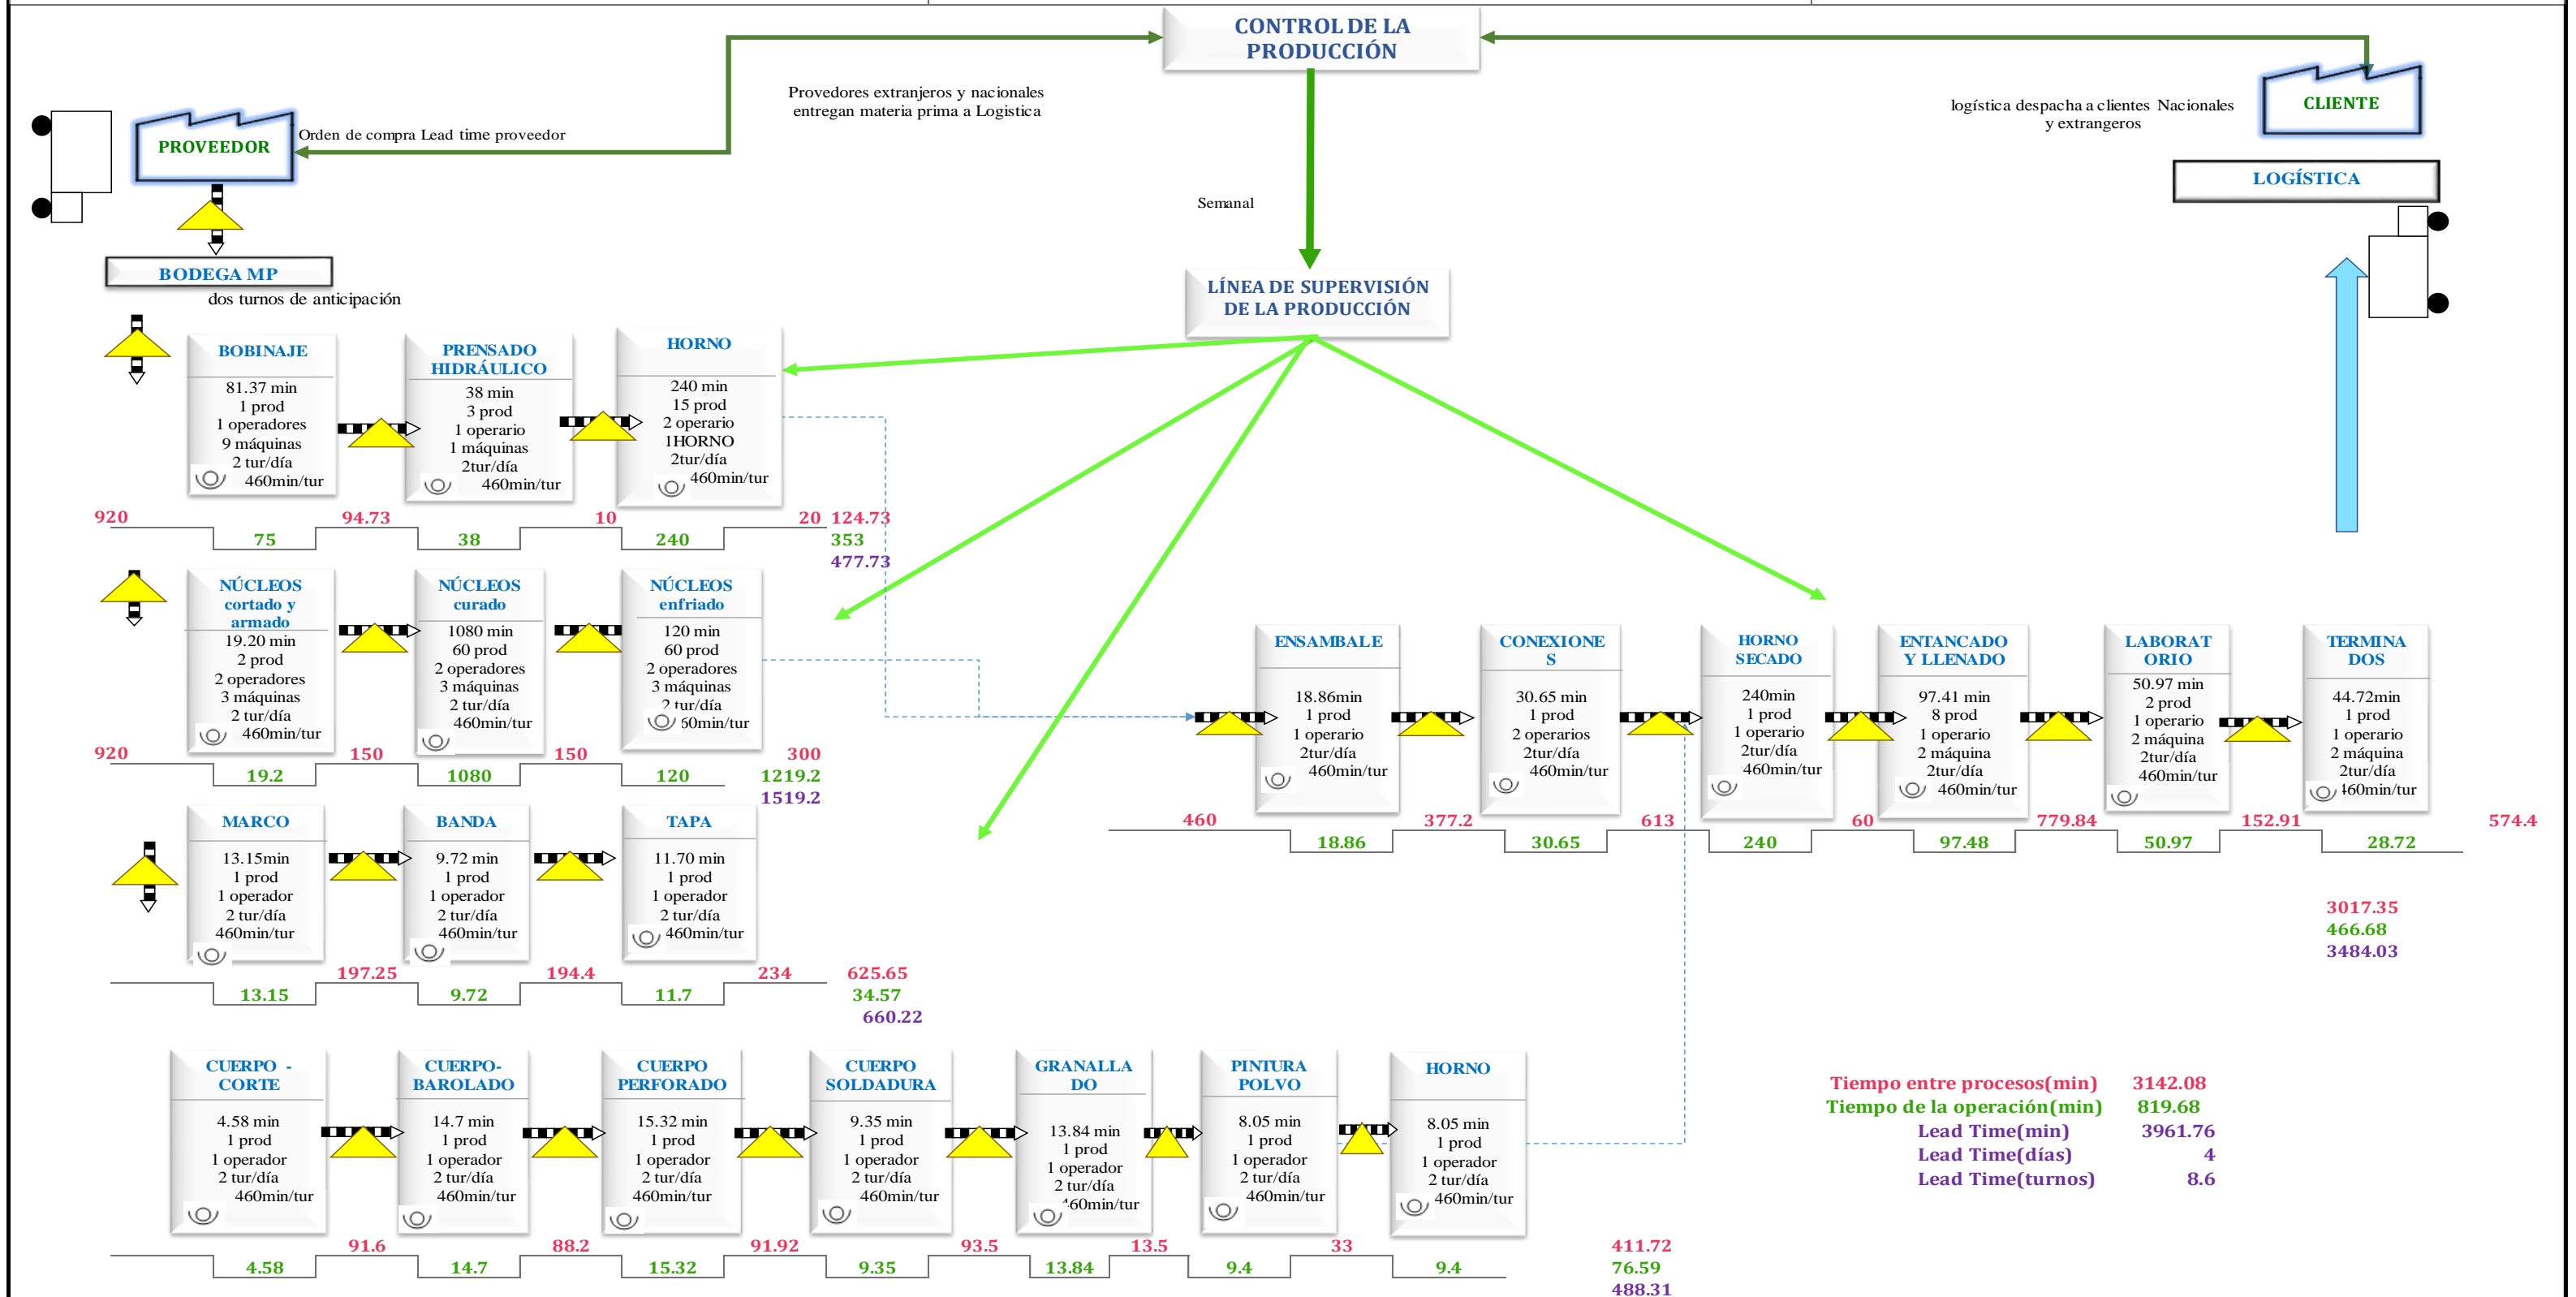 CONTROL DE LA
PRODUCCIÓN
Provedores extranjeros y nacionales
entregan materia prima a Logistica
logística despacha a clientes Nacionales
y extrangeros
CLIENTE
Orden de compra Lead time proveedor
PROVEEDOR
LOGÍSTICA
Semanal
BODEGA MP
dos turnos de anticipación
LÍNEA DE SUPERVISIÓN
DE LA PRODUCCIÓN
BOBINAJE
81.37 min
1 prod
1 operadores
9 máquinas
2 tur/día
460min/tur
PRENSADO
HIDRÁULICO
38 min
3 prod
1 operario
1 máquinas
2tur/día
460min/tur
HORNO
240 min
15 prod
2 operario
1HORNO
2tur/día
460min/tur
920
94.73
10
20
124.73
75
38
240
353
477.73
NÚCLEOS
cortado y
armado
19.20 min
2 prod
2 operadores
3 máquinas
2 tur/día
460min/tur
NÚCLEOS
curado
1080 min
60 prod
2 operadores
3 máquinas
2 tur/día
460min/tur
NÚCLEOS
enfriado
120 min
60 prod
2 operadores
3 máquinas
2 tur/día
60min/tur
920
150
150
300
19.2
1080
120
1219.2
1519.2
ENSAMBALE
18.86min
1 prod
1 operario
2tur/día
460min/tur
CONEXIONE
S
30.65 min
1 prod
2 operarios
2tur/día
460min/tur
HORNO
SECADO
240min
1 prod
1 operario
2tur/día
460min/tur
ENTANCADO
Y LLENADO
97.41 min
8 prod
1 operario
2 máquina
2tur/día
460min/tur
LABORAT
ORIO
50.97 min
2 prod
1 operario
2 máquina
2tur/día
460min/tur
TERMINA
DOS
44.72min
1 prod
1 operario
2 máquina
2tur/día
460min/tur
460
377.2
613
60
779.84
152.91
574.4
18.86
30.65
240
97.48
50.97
28.72
3017.35
466.68
3484.03
MARCO
13.15min
1 prod
1 operador
2 tur/día
460min/tur
BANDA
9.72 min
1 prod
1 operador
2 tur/día
460min/tur
TAPA
11.70 min
1 prod
1 operador
2 tur/día
460min/tur
197.25
194.4
234
625.65
13.15
9.72
11.7
34.57
660.22
CUERPO -
CORTE
4.58 min
1 prod
1 operador
2 tur/día
460min/tur
CUERPO-
BAROLADO
14.7 min
1 prod
1 operador
2 tur/día
460min/tur
CUERPO
PERFORADO
15.32 min
1 prod
1 operador
2 tur/día
460min/tur
CUERPO
SOLDADURA
9.35 min
1 prod
1 operador
2 tur/día
460min/tur
GRANALLA
DO
13.84 min
1 prod
1 operador
2 tur/día
460min/tur
PINTURA
POLVO
8.05 min
1 prod
1 operador
2 tur/día
460min/tur
HORNO
8.05 min
1 prod
1 operador
2 tur/día
460min/tur
91.6
88.2
91.92
93.5
13.5
33
411.72
4.58
14.7
15.32
9.35
13.84
9.4
9.4
76.59
488.31
Tiempo entre procesos(min) 3142.08
Tiempo de la operación(min) 819.68
Lead Time(min) 3961.76
Lead Time(días) 4
Lead Time(turnos) 8.6